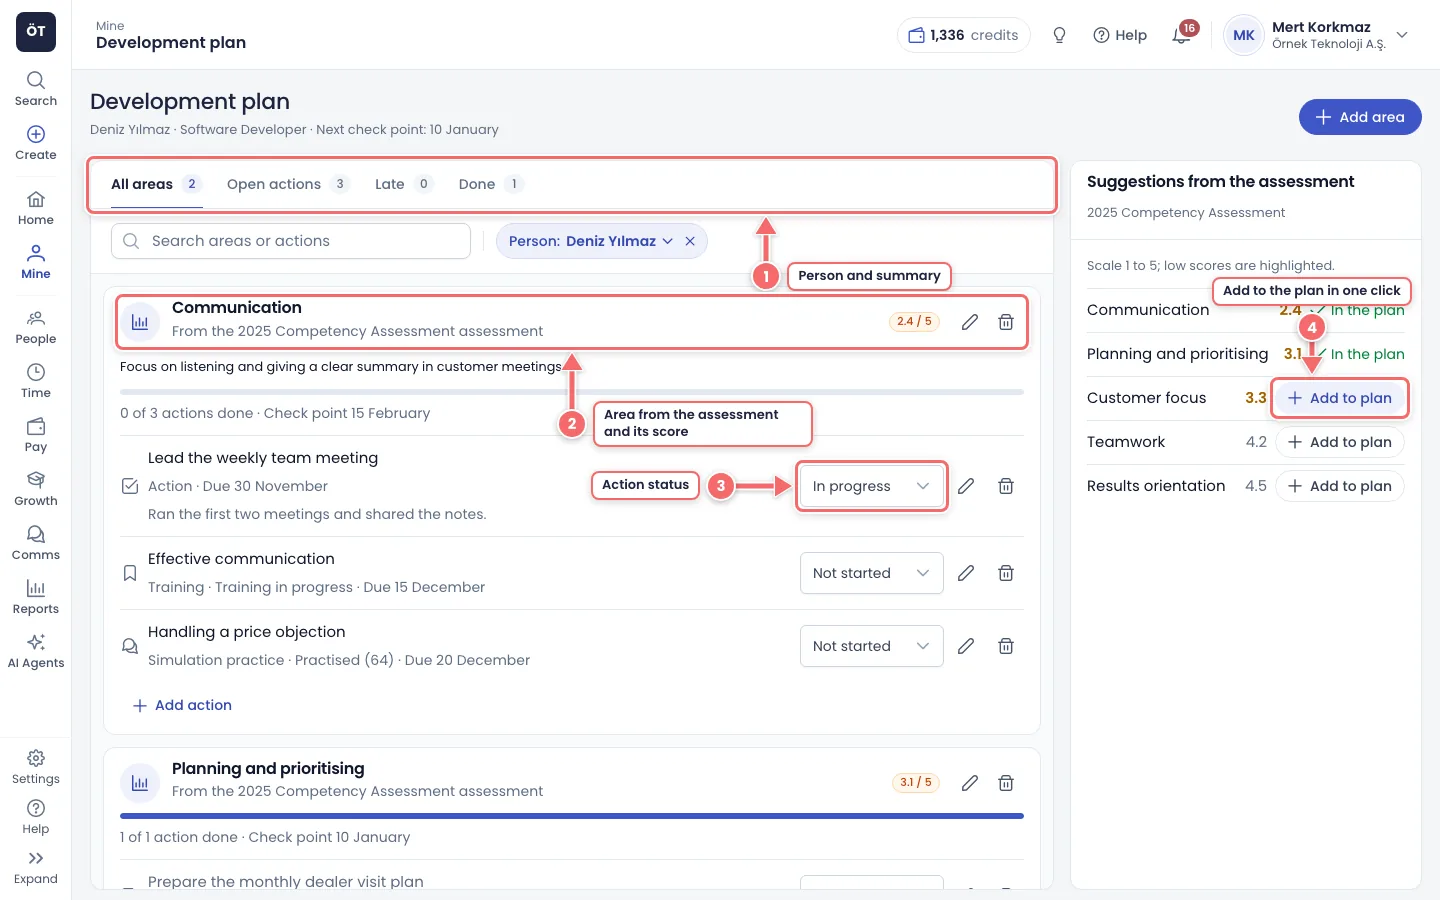 ÖT
Search
Create
Home
Mine
People
Time
Pay
Growth
Comms
Reports
AI Agents
Settings
Help
Expand
Mine
Development plan
1,336 credits
Help
16
MK
Mert Korkmaz
Örnek Teknoloji A.Ş.
Development plan
Deniz Yılmaz · Software Developer · Next check point: 10 January
Add area
All areas 2
Open actions 3
Late 0
Done 1
Search areas or actions
Person: Deniz Yılmaz
1 Person and summary
Communication
From the 2025 Competency Assessment assessment
2.4 / 5
Focus on listening and giving a clear summary in customer meetings
0 of 3 actions done · Check point 15 February
2 Area from the assessment
and its score
Lead the weekly team meeting
Action · Due 30 November
Ran the first two meetings and shared the notes.
Action status 3
In progress
Effective communication
Training · Training in progress · Due 15 December
Not started
Handling a price objection
Simulation practice · Practised (64) · Due 20 December
Not started
Add action
Planning and prioritising
From the 2025 Competency Assessment assessment
3.1 / 5
1 of 1 action done · Check point 10 January
Prepare the monthly dealer visit plan
Suggestions from the assessment
2025 Competency Assessment
Scale 1 to 5; low scores are highlighted.
Add to the plan in one click
4
Communication 2.4 In the plan
Planning and prioritising 3.1 In the plan
Customer focus 3.3 Add to plan
Teamwork 4.2 Add to plan
Results orientation 4.5 Add to plan